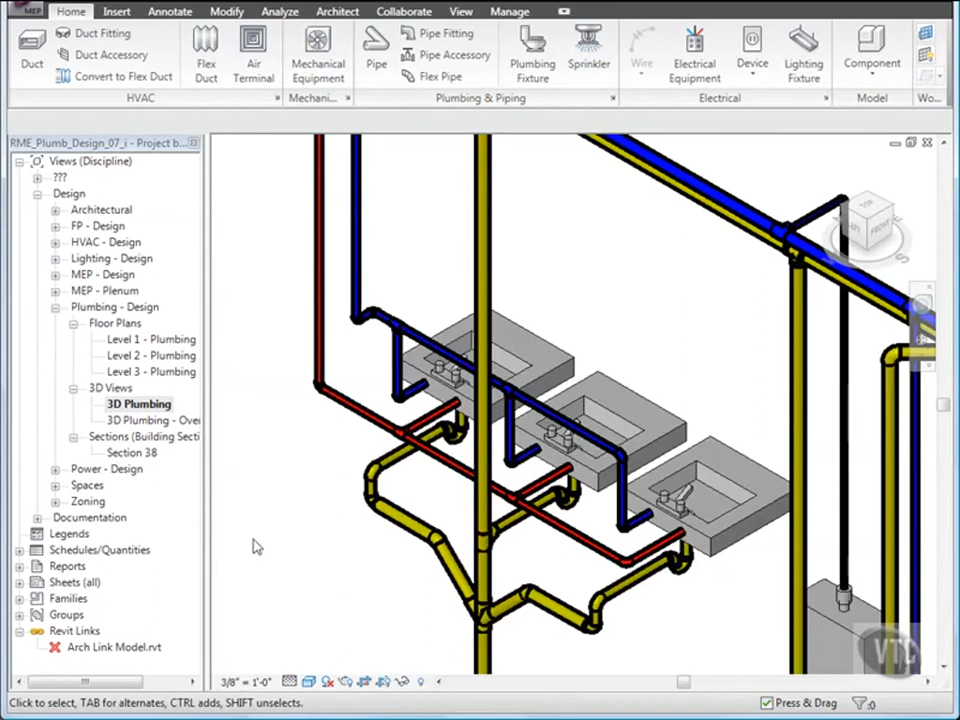 MEP
Home Insert Annotate Modify Analyze Architect Collaborate View Manage
Duct
Duct Fitting
Duct Accessory
Convert to Flex Duct
Flex Duct
Air Terminal
Mechanical Equipment
Pipe
Pipe Fitting
Pipe Accessory
Flex Pipe
Plumbing Fixture
Sprinkler
Wire
Electrical Equipment
Device
Lighting Fixture
Component
HVAC Mechani... Plumbing & Piping Electrical Model Wo...
RME_Plumb_Design_07_i - Project b...
Views (Discipline)
???
Design
Architectural
FP - Design
HVAC - Design
Lighting - Design
MEP - Design
MEP - Plenum
Plumbing - Design
Floor Plans
Level 1 - Plumbing
Level 2 - Plumbing
Level 3 - Plumbing
3D Views
3D Plumbing
3D Plumbing - Ove
Sections (Building Secti
Section 38
Power - Design
Spaces
Zoning
Documentation
Legends
Schedules/Quantities
Reports
Sheets (all)
Families
Groups
Revit Links
Arch Link Model.rvt
TOP
LEFT FRONT
S
VTC
3/8" = 1'-0"
Click to select, TAB for alternates, CTRL adds, SHIFT unselects.
Press & Drag
:0